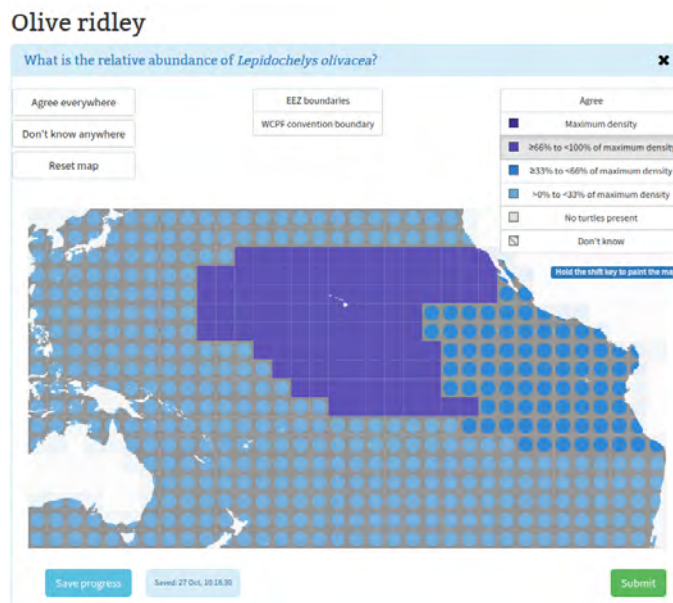 Olive ridley
What is the relative abundance of Lepidochelys olivacea?
Agree everywhere
Don't know anywhere
Reset map
EEZ boundaries
WCPF convention boundary
Agree
Maximum density
≥66% to <100% of maximum density
≥33% to <66% of maximum density
>0% to <33% of maximum density
No turtles present
Don't know
Hold the shift key to paint the ma
Save progress
Saved: 27 Oct, 10:16:30
Submit